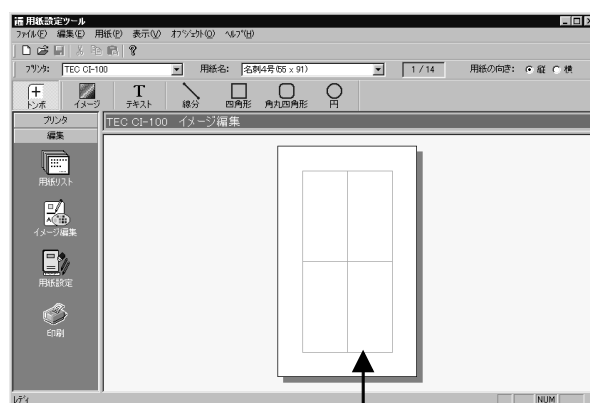 用紙設定ツール
ファイル(F) 編集(E) 用紙(P) 表示(V) オブジェクト(O) ヘルプ(H)
プリンタ: TEC CI-100 用紙名: 名刺4号(55 x 91) 1 / 14 用紙の向き: 縦 横
トンボ イメージ テキスト 線分 四角形 角丸四角形 円
プリンタ
編集
TEC CI-100 イメージ編集
用紙リスト
イメージ編集
用紙設定
印刷
レディ NUM